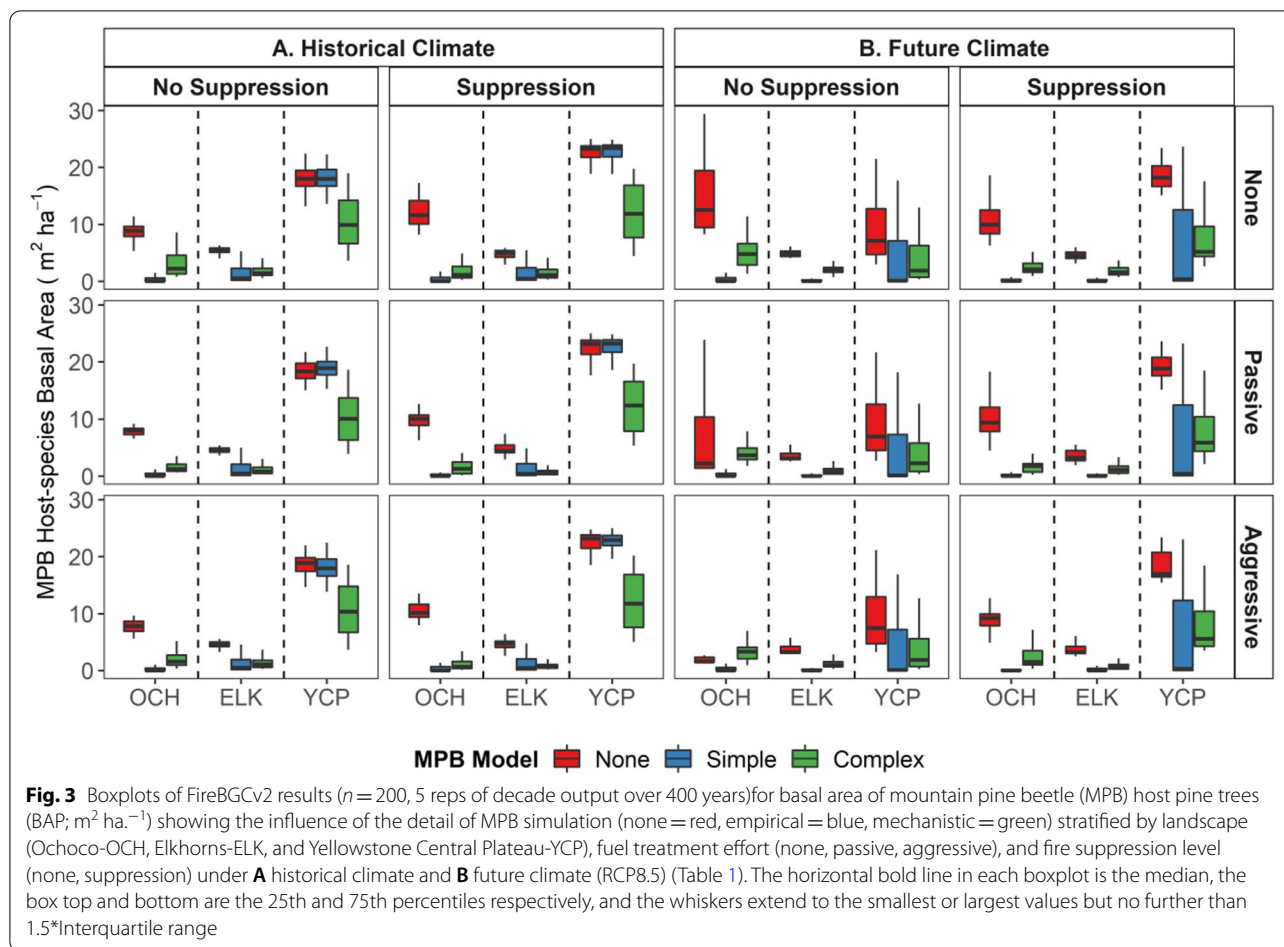 A. Historical Climate
B. Future Climate
No Suppression
Suppression
No Suppression
Suppression
MPB Host-species Basal Area ( m² ha⁻¹)
30
20
10
0
None
30
20
10
0
Passive
30
20
10
0
Aggressive
OCH ELK YCP
OCH ELK YCP
OCH ELK YCP
OCH ELK YCP
MPB Model None Simple Complex
Fig. 3 Boxplots of FireBGCv2 results (n = 200, 5 reps of decade output over 400 years)for basal area of mountain pine beetle (MPB) host pine trees
(BAP; m² ha.⁻¹) showing the influence of the detail of MPB simulation (none = red, empirical = blue, mechanistic = green) stratified by landscape
(Ochoco-OCH, Elkhorns-ELK, and Yellowstone Central Plateau-YCP), fuel treatment effort (none, passive, aggressive), and fire suppression level
(none, suppression) under A historical climate and B future climate (RCP8.5) (Table 1). The horizontal bold line in each boxplot is the median, the
box top and bottom are the 25th and 75th percentiles respectively, and the whiskers extend to the smallest or largest values but no further than
1.5*Interquartile range